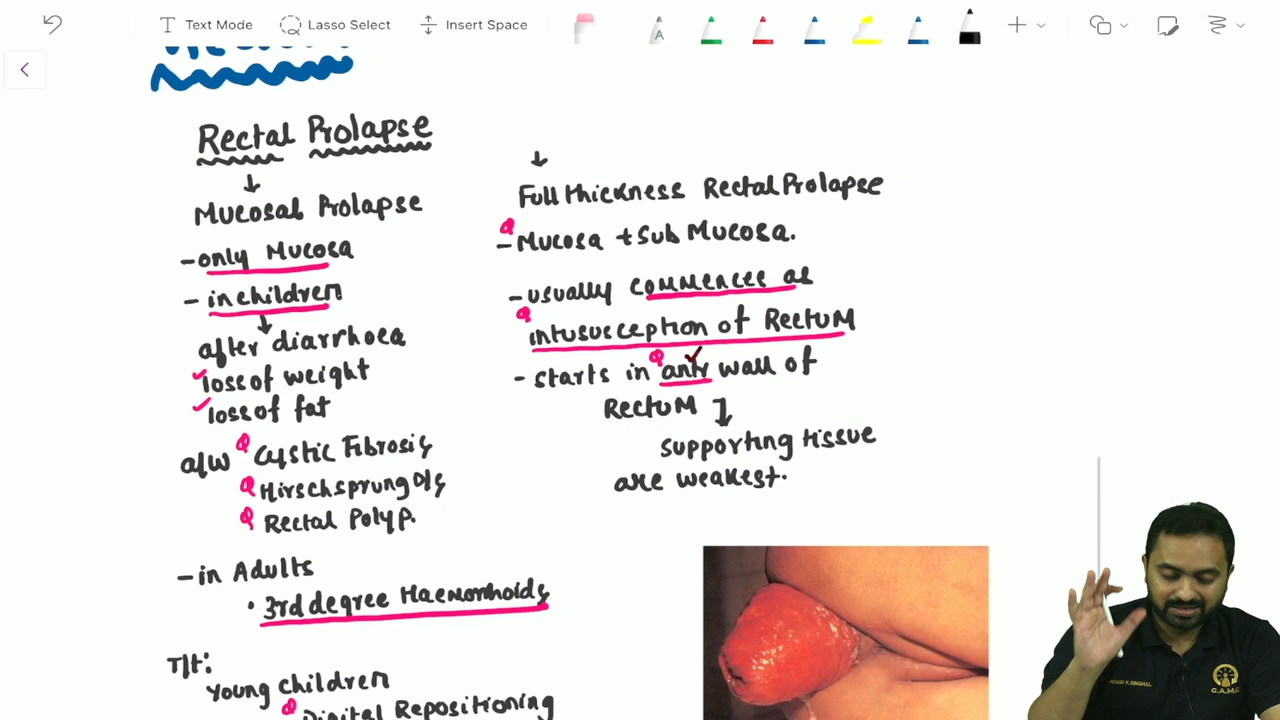 Text Mode
Lasso Select
Insert Space
A
Rectal Prolapse
Mucosal Prolapse
- only Mucosa
- in children
after diarrhoea
loss of weight
loss of fat
a/w Cystic Fibrosis
Hirschsprung D/s
Rectal Polyp.
- in Adults
• 3rd degree Haemorrhoids
T/t:
Young children
Digital Repositioning
Full thickness Rectal Prolapse
- Mucosa + Sub Mucosa.
- usually commences as
intususception of RectuM
- starts in antr wall of
RectuM
supporting tissue
are weakest.
G.A.M.S